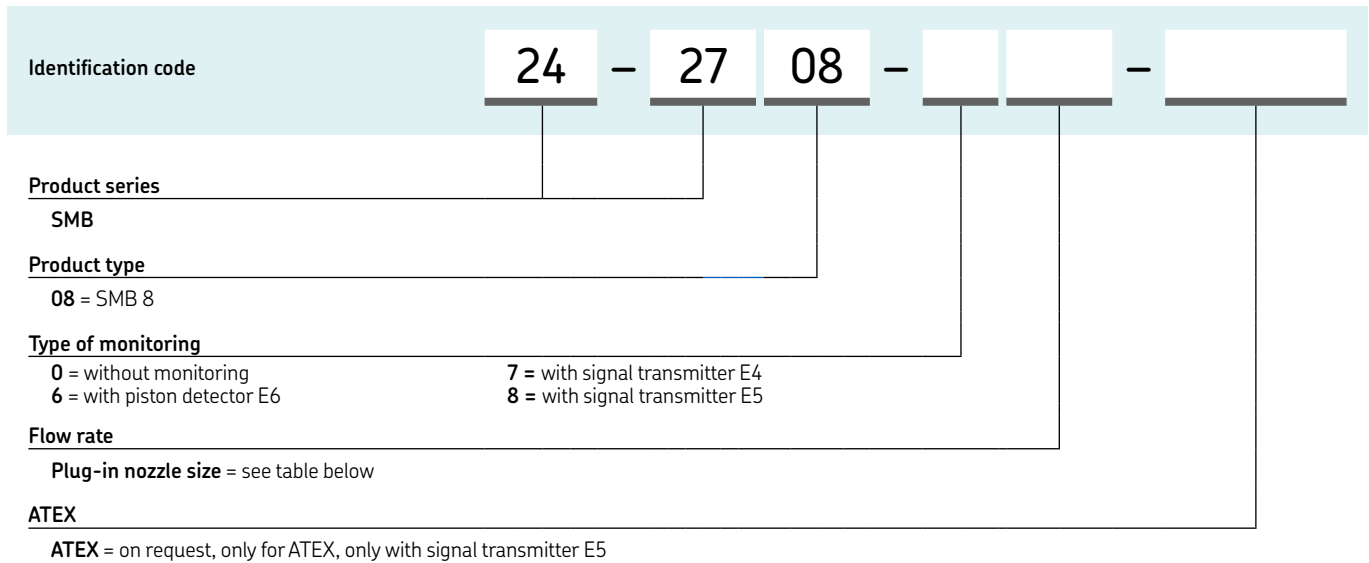 Identification code 24 – 27 08 – –
Product series
SMB
Product type
08 = SMB 8
Type of monitoring
0 = without monitoring 7 = with signal transmitter E4
6 = with piston detector E6 8 = with signal transmitter E5
Flow rate
Plug-in nozzle size = see table below
ATEX
ATEX = on request, only for ATEX, only with signal transmitter E5